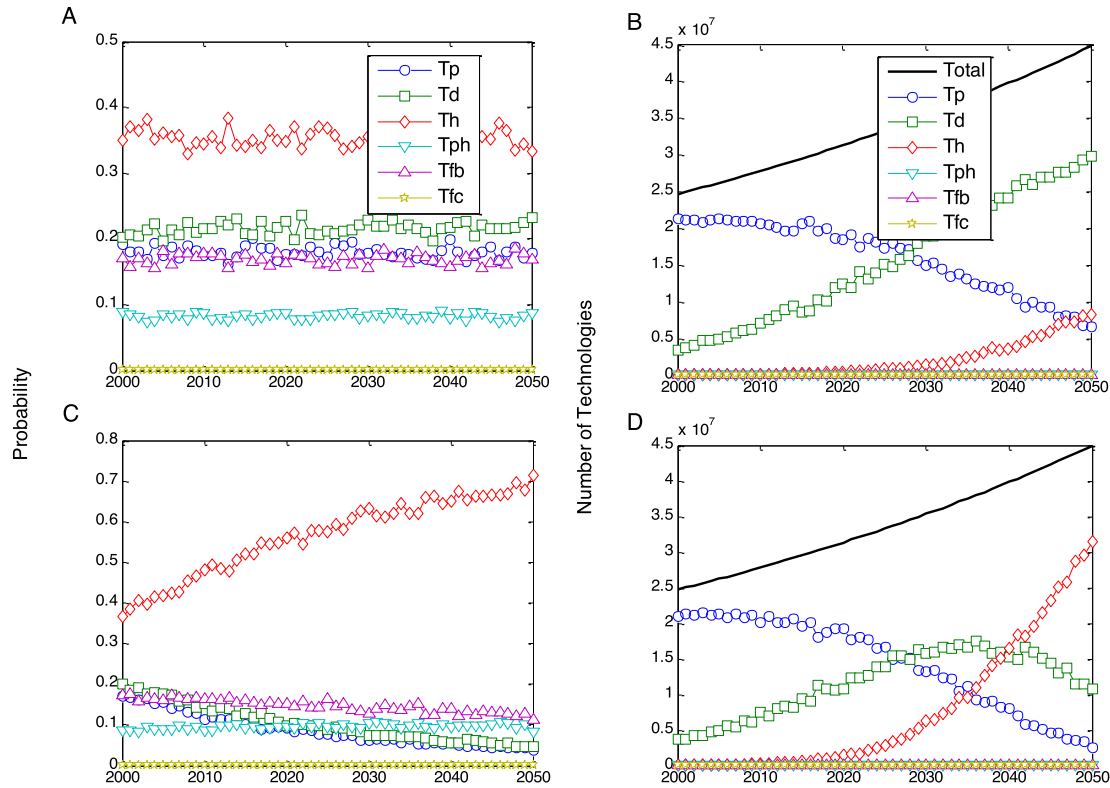 A
0.5
0.4
0.3
0.2
0.1
0
2000 2010 2020 2030 2040 2050
Tp
Td
Th
Tph
Tfb
Tfc
B
x 10^7
4.5
4
3.5
3
2.5
2
1.5
1
0.5
0
2000 2010 2020 2030 2040 2050
Total
Tp
Td
Th
Tph
Tfb
Tfc
Probability
Number of Technologies
C
0.8
0.7
0.6
0.5
0.4
0.3
0.2
0.1
0
2000 2010 2020 2030 2040 2050
D
x 10^7
4.5
4
3.5
3
2.5
2
1.5
1
0.5
0
2000 2010 2020 2030 2040 2050